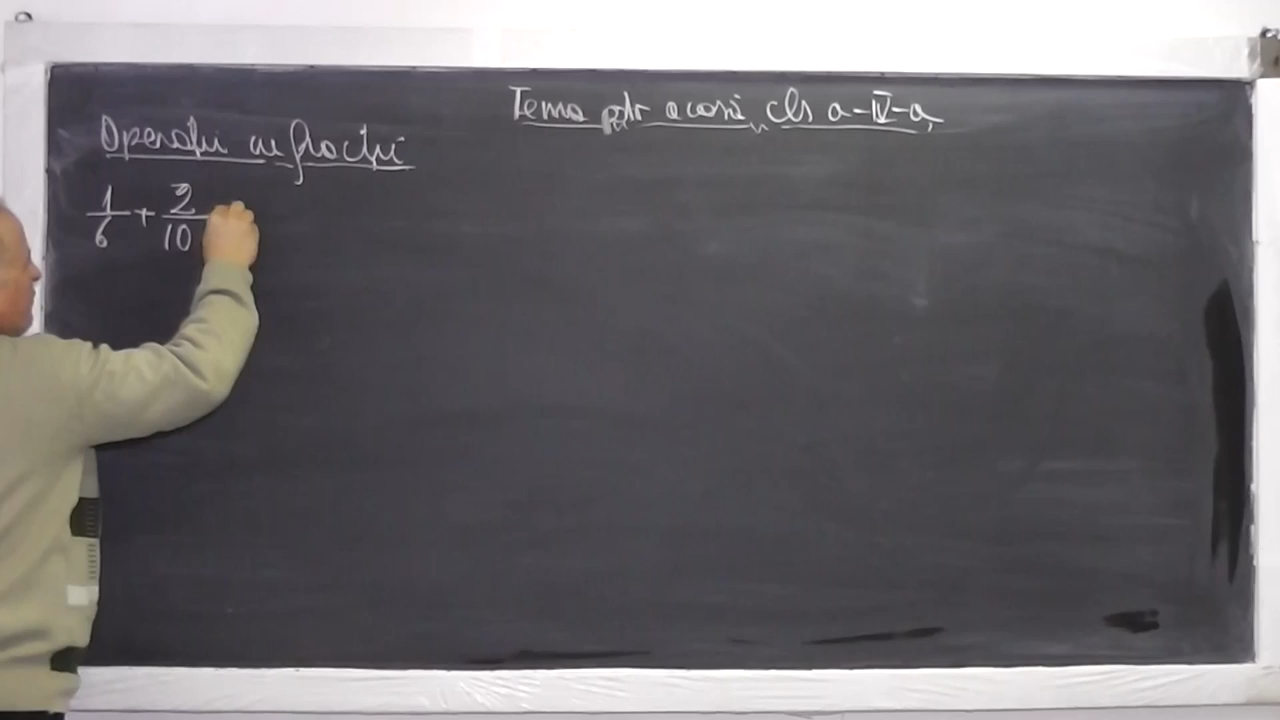 Tema ptr acasă, cls a-IV-a,
Operații cu fracții
1/6 + 2/10